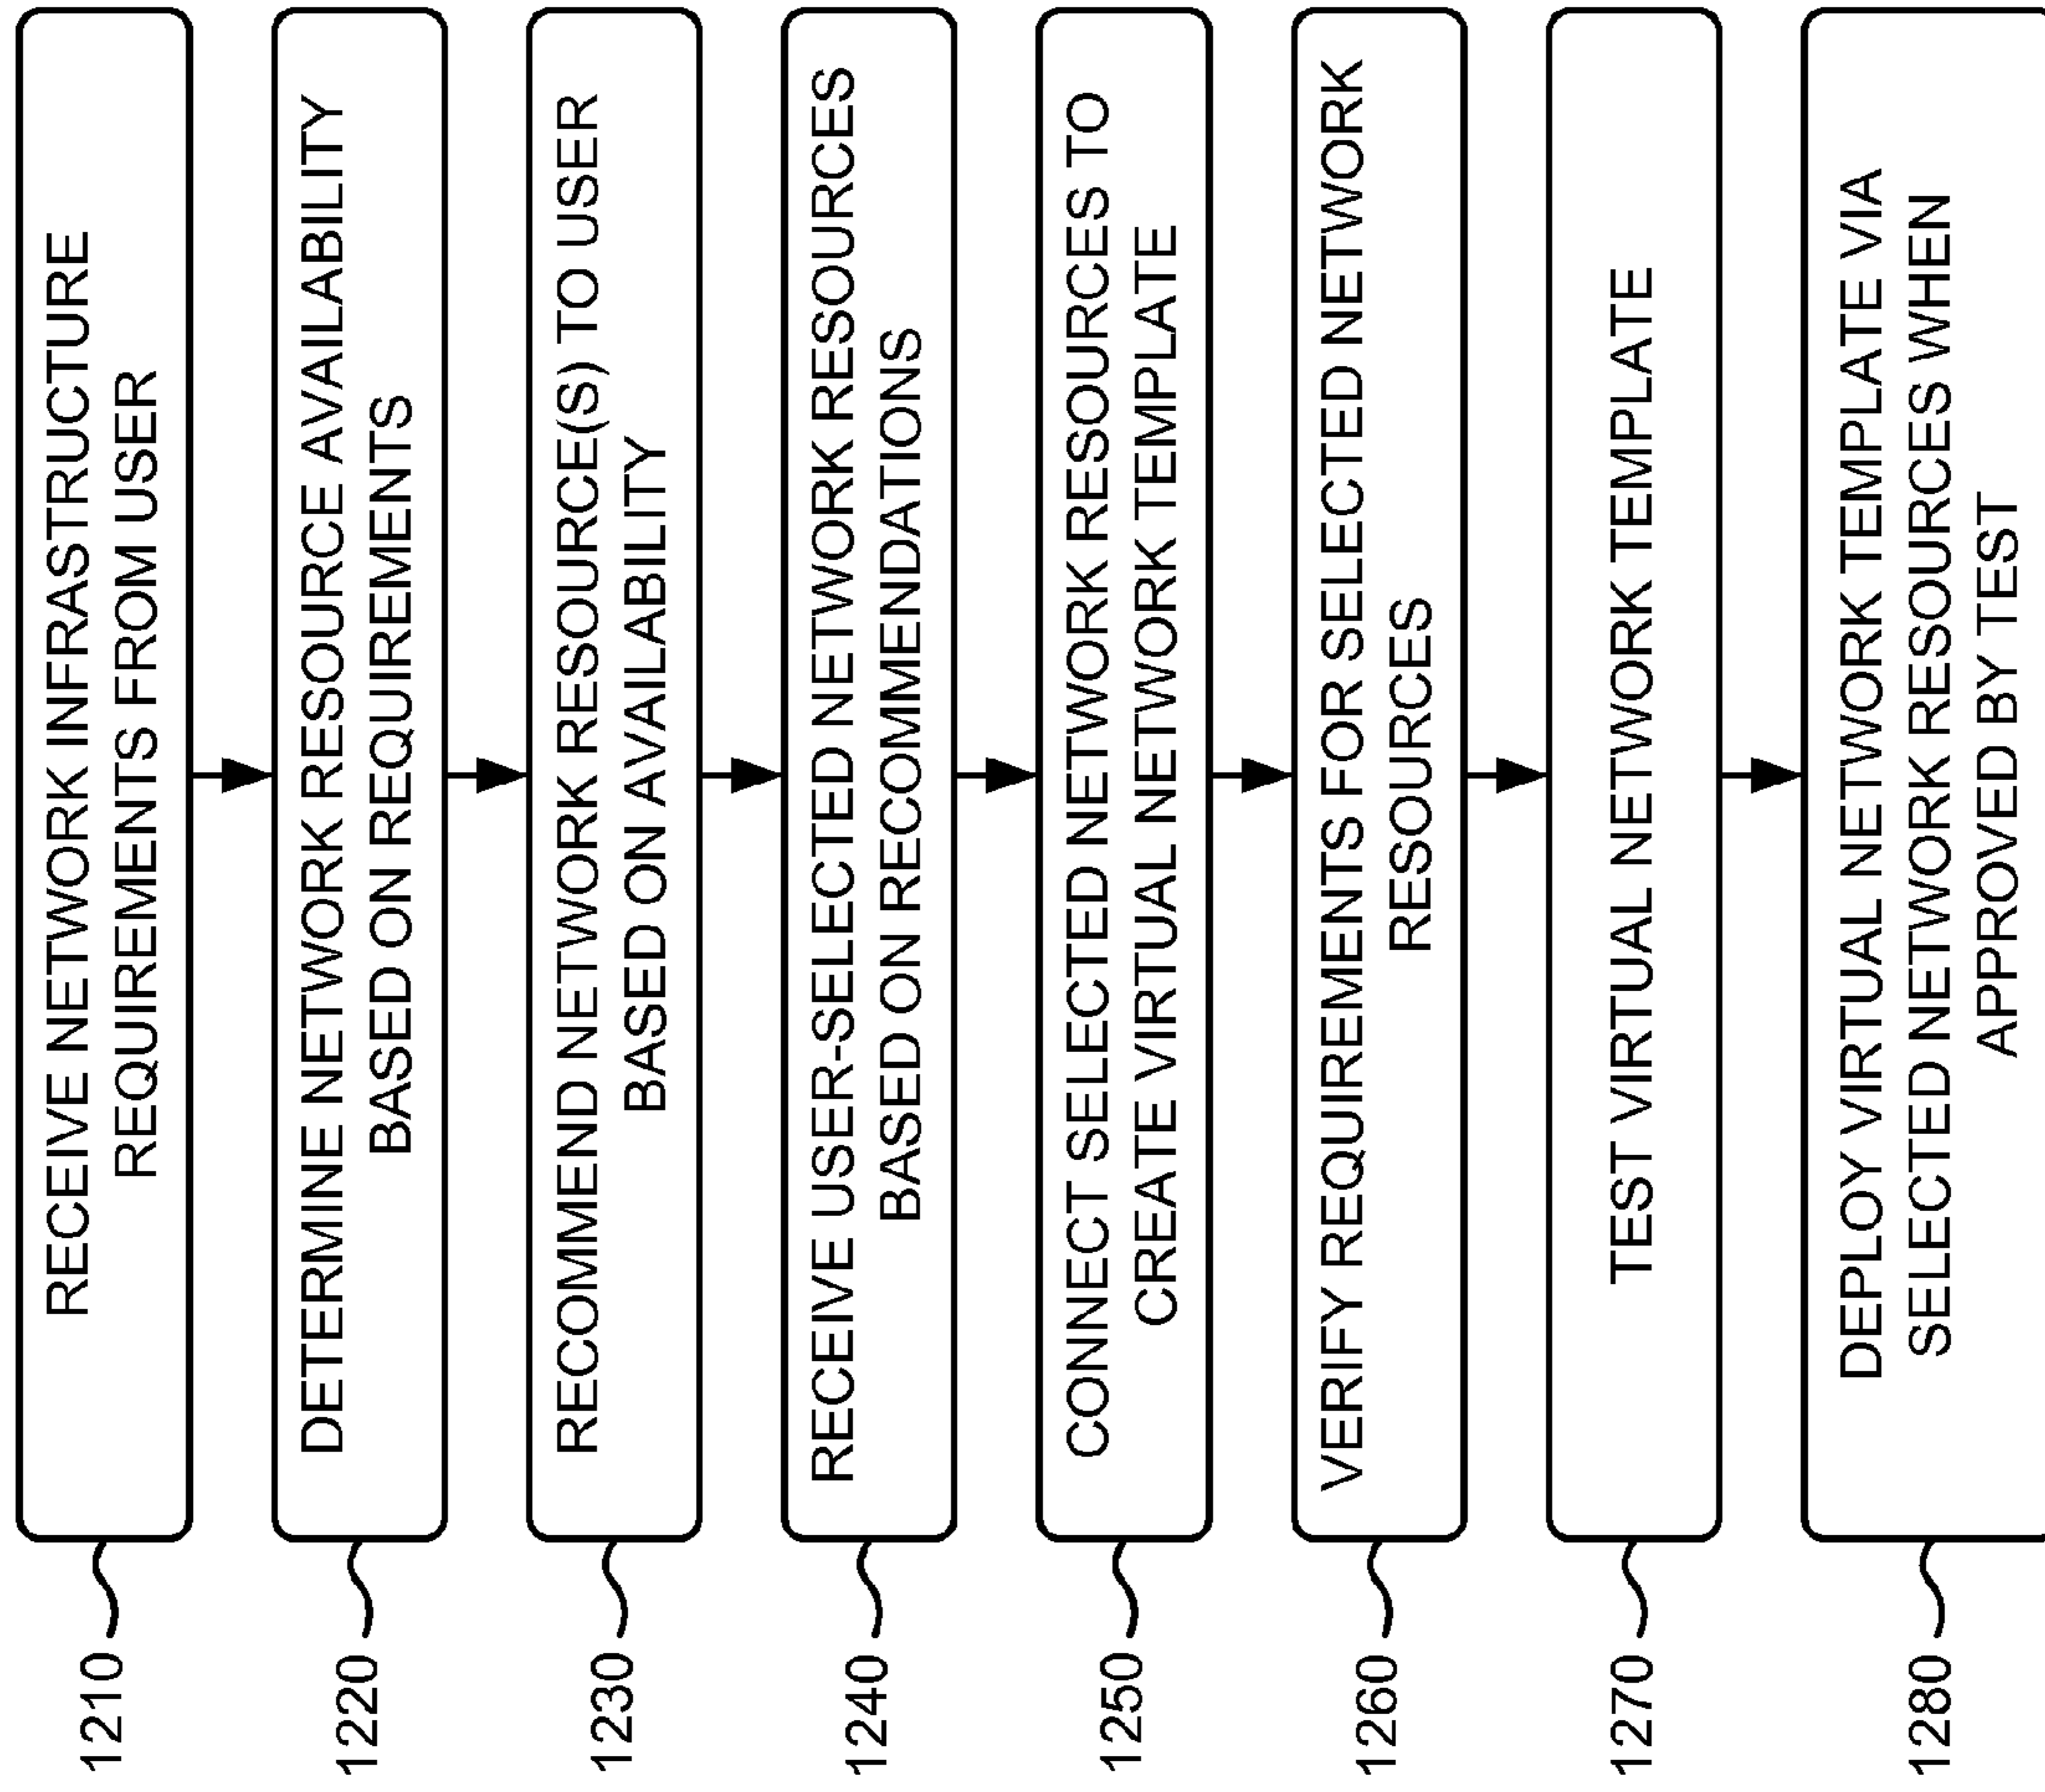 1210
RECEIVE NETWORK INFRASTRUCTURE
REQUIREMENTS FROM USER
1220
DETERMINE NETWORK RESOURCE AVAILABILITY
BASED ON REQUIREMENTS
1230
RECOMMEND NETWORK RESOURCE(S) TO USER
BASED ON AVAILABILITY
1240
RECEIVE USER-SELECTED NETWORK RESOURCES
BASED ON RECOMMENDATIONS
1250
CONNECT SELECTED NETWORK RESOURCES TO
CREATE VIRTUAL NETWORK TEMPLATE
1260
VERIFY REQUIREMENTS FOR SELECTED NETWORK
RESOURCES
1270
TEST VIRTUAL NETWORK TEMPLATE
1280
DEPLOY VIRTUAL NETWORK TEMPLATE VIA
SELECTED NETWORK RESOURCES WHEN
APPROVED BY TEST